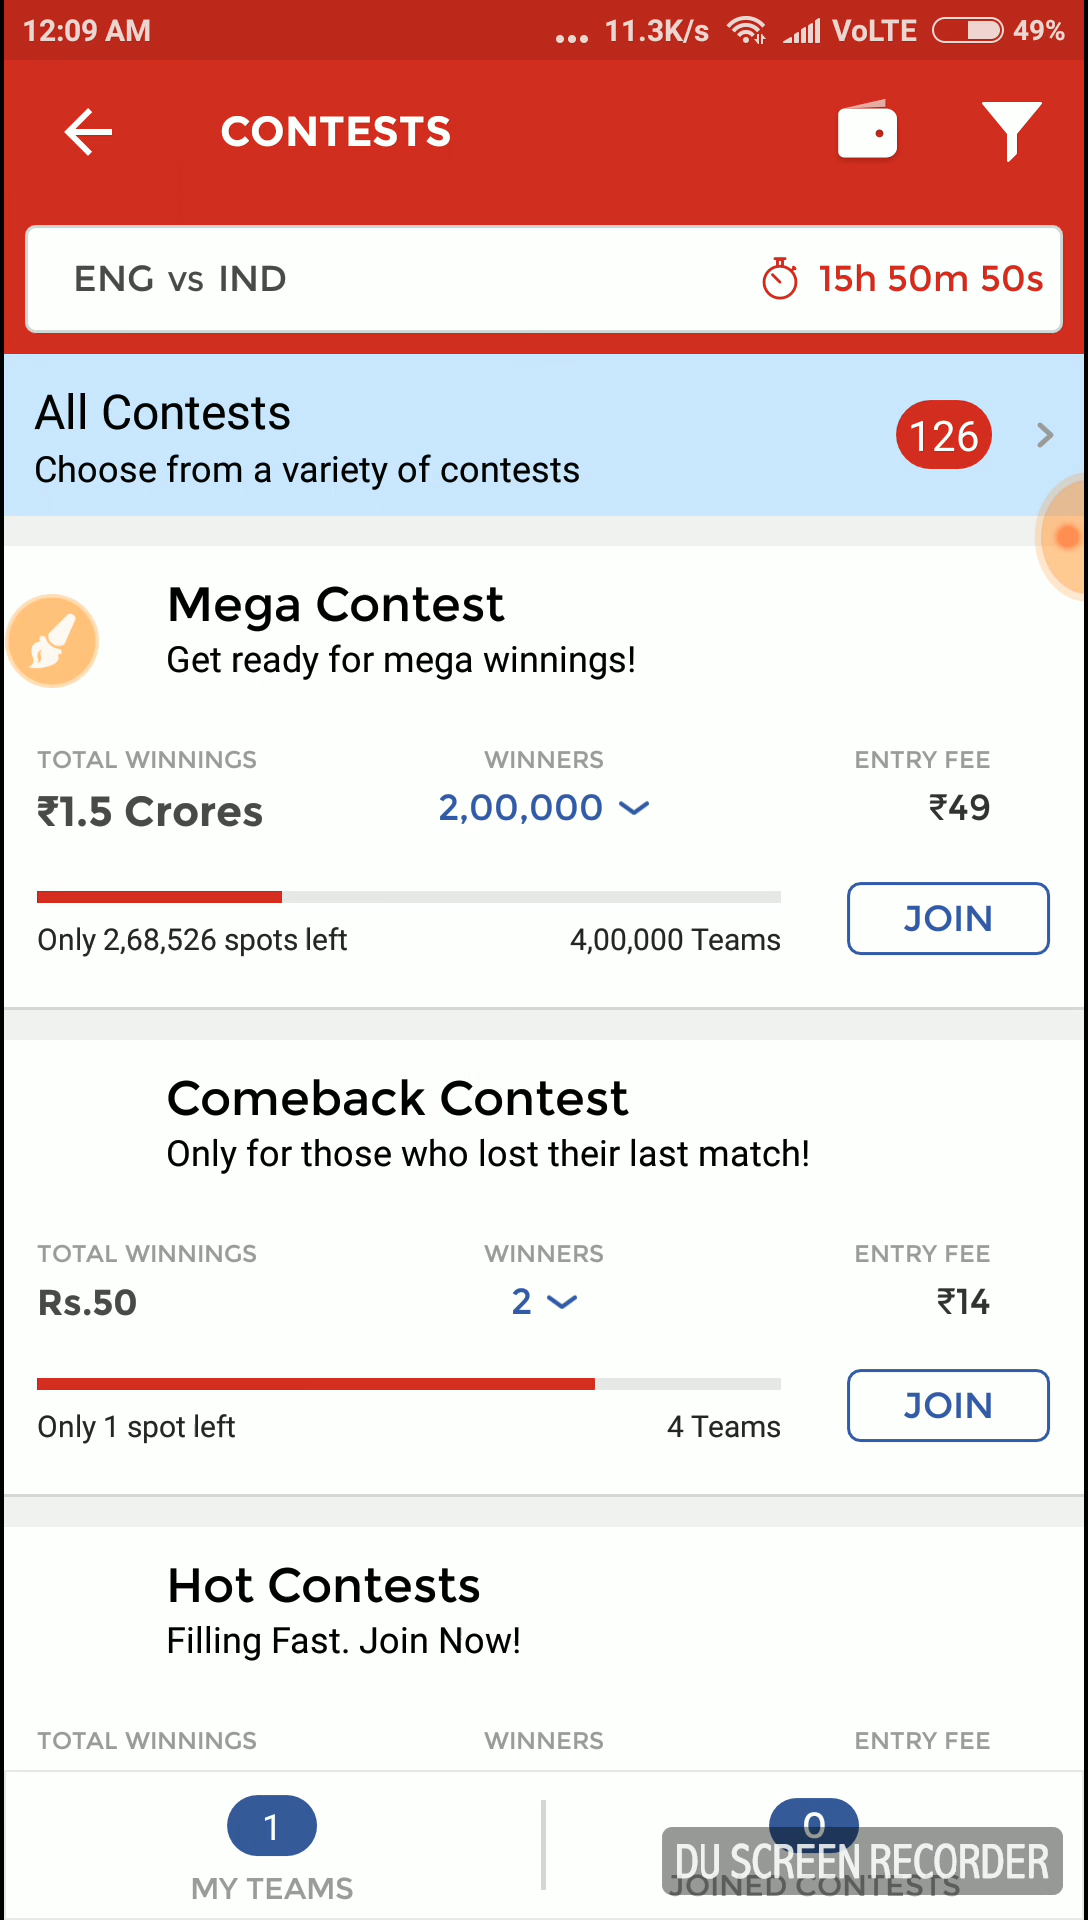 12:09 AM ... 11.3K/s VoLTE 49%
CONTESTS
ENG vs IND 15h 50m 50s
All Contests 126
Choose from a variety of contests
Mega Contest
Get ready for mega winnings!
TOTAL WINNINGS WINNERS ENTRY FEE
₹1.5 Crores 2,00,000 ₹49
Only 2,68,526 spots left 4,00,000 Teams JOIN
Comeback Contest
Only for those who lost their last match!
TOTAL WINNINGS WINNERS ENTRY FEE
Rs.50 2 ₹14
Only 1 spot left 4 Teams JOIN
Hot Contests
Filling Fast. Join Now!
TOTAL WINNINGS WINNERS ENTRY FEE
1 0
DU SCREEN RECORDER
MY TEAMS JOINED CONTESTS